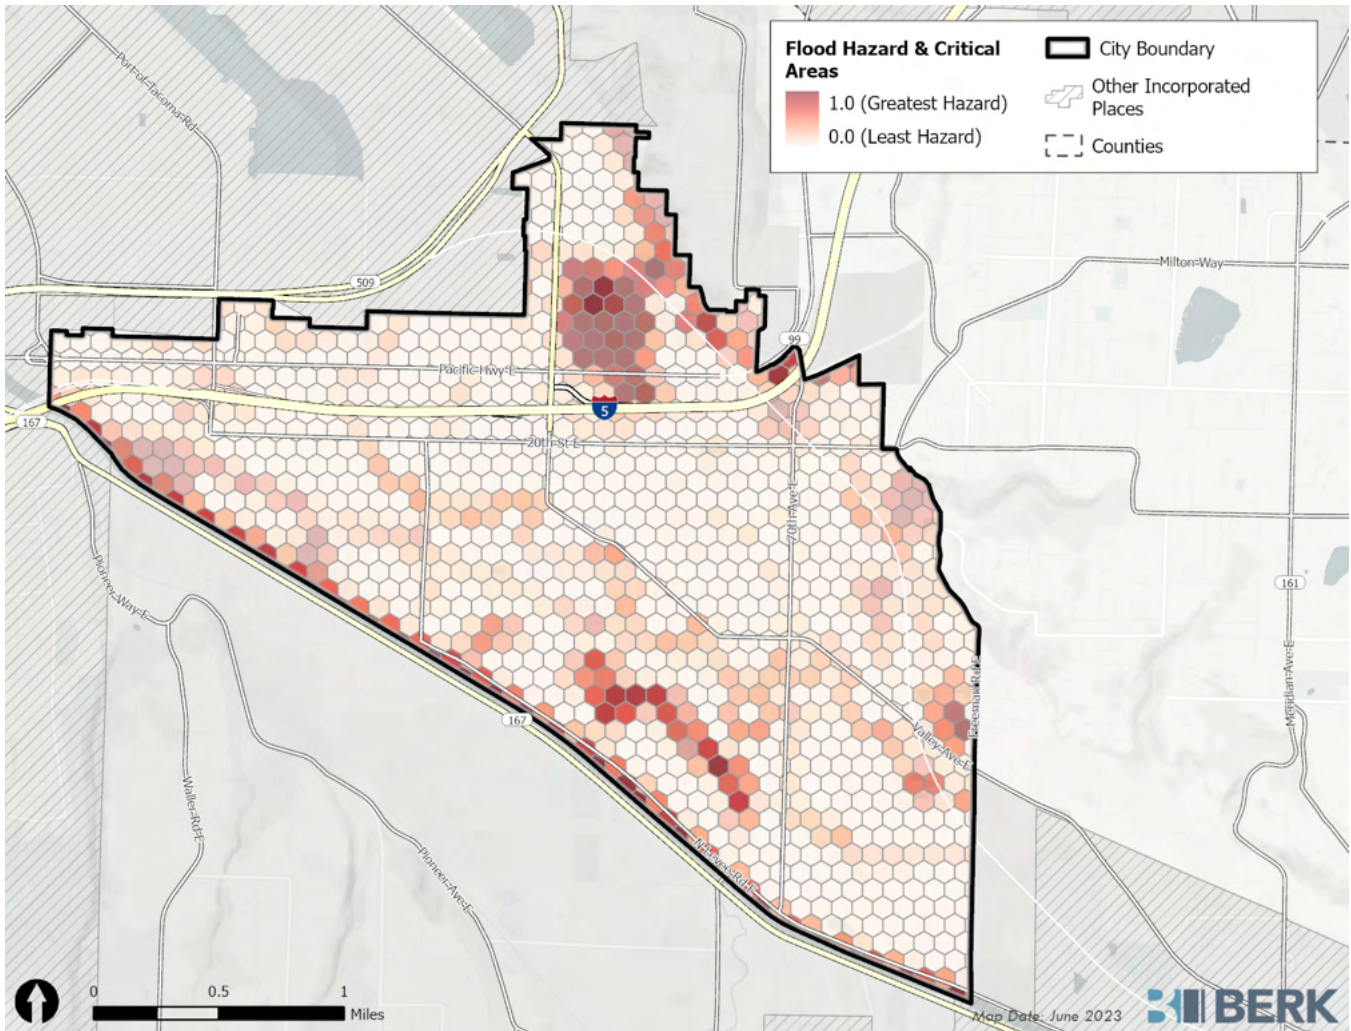 Flood Hazard & Critical
Areas
1.0 (Greatest Hazard)
0.0 (Least Hazard)
City Boundary
Other Incorporated
Places
Counties
Port-of-Tacoma-Rd
509
99
Milton-Way
Pacific-Hwy-E
5
167
20th-St-E
70th-Ave-E
161
Pioneer-Way-E
Freeman-Rd-E
Meridian-Ave-E
167
Valley-Ave-E
Waller-Rd-E
Pioneer-Ave-E
N-Levee-Rd-E
0 0.5 1
Miles
Map Date: June 2023
BERK